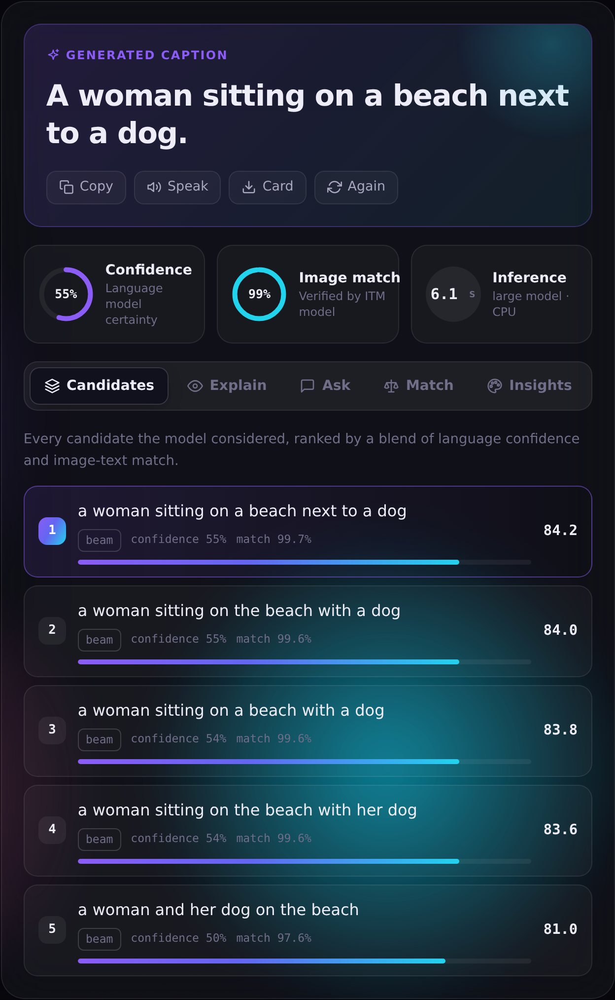 GENERATED CAPTION
A woman sitting on a beach next
to a dog.
Copy
Speak
Card
Again
55%
Confidence
Language
model
certainty
99%
Image match
Verified by ITM
model
6.1 s
Inference
large model ·
CPU
Candidates
Explain
Ask
Match
Insights
Every candidate the model considered, ranked by a blend of language confidence
and image-text match.
1
a woman sitting on a beach next to a dog
beam confidence 55% match 99.7%
84.2
2
a woman sitting on the beach with a dog
beam confidence 55% match 99.6%
84.0
3
a woman sitting on a beach with a dog
beam confidence 54% match 99.6%
83.8
4
a woman sitting on the beach with her dog
beam confidence 54% match 99.6%
83.6
5
a woman and her dog on the beach
beam confidence 50% match 97.6%
81.0